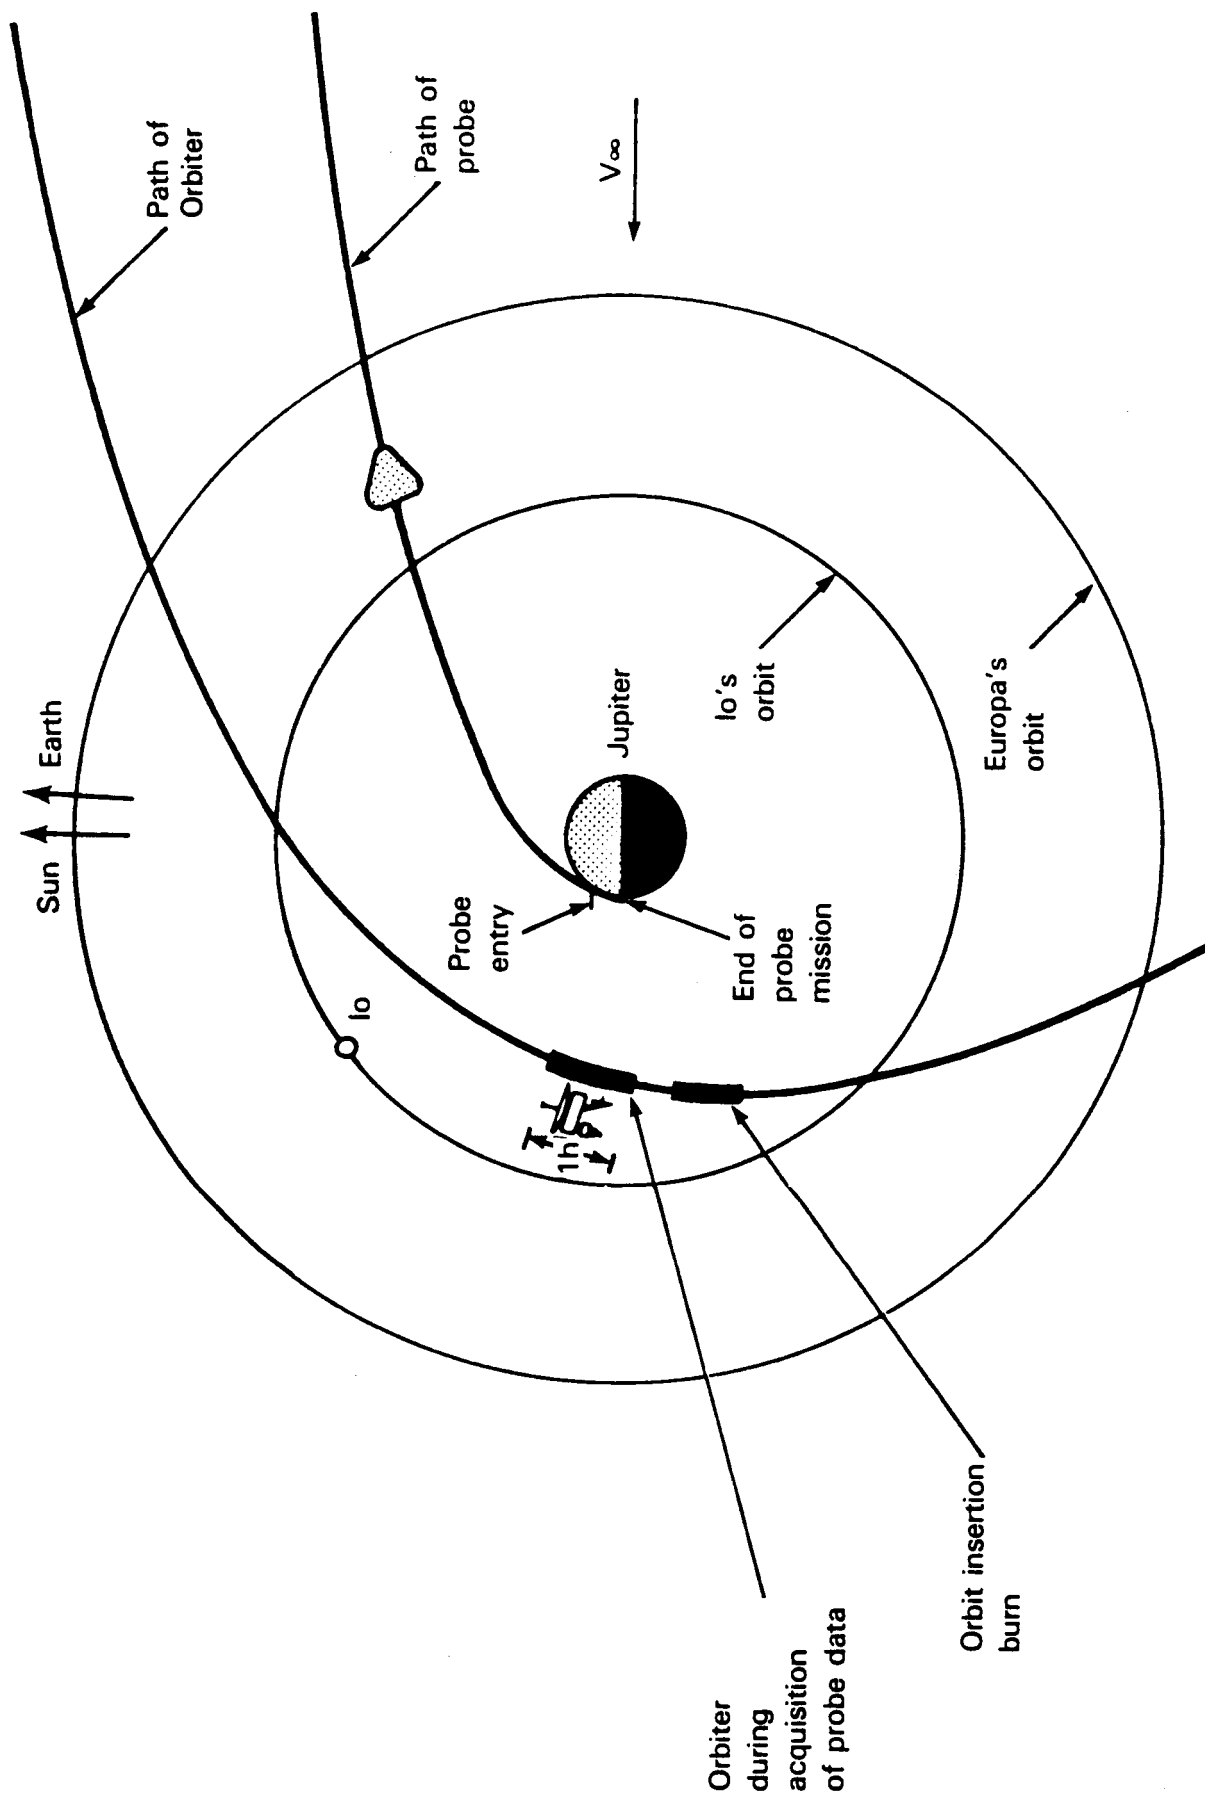 Path of
Orbiter
Path of
probe
V∞
Sun
Earth
Probe
entry
Jupiter
Io's
orbit
Europa's
orbit
Io
End of
probe
mission
1h
Orbiter
during
acquisition
of probe data
Orbit insertion
burn